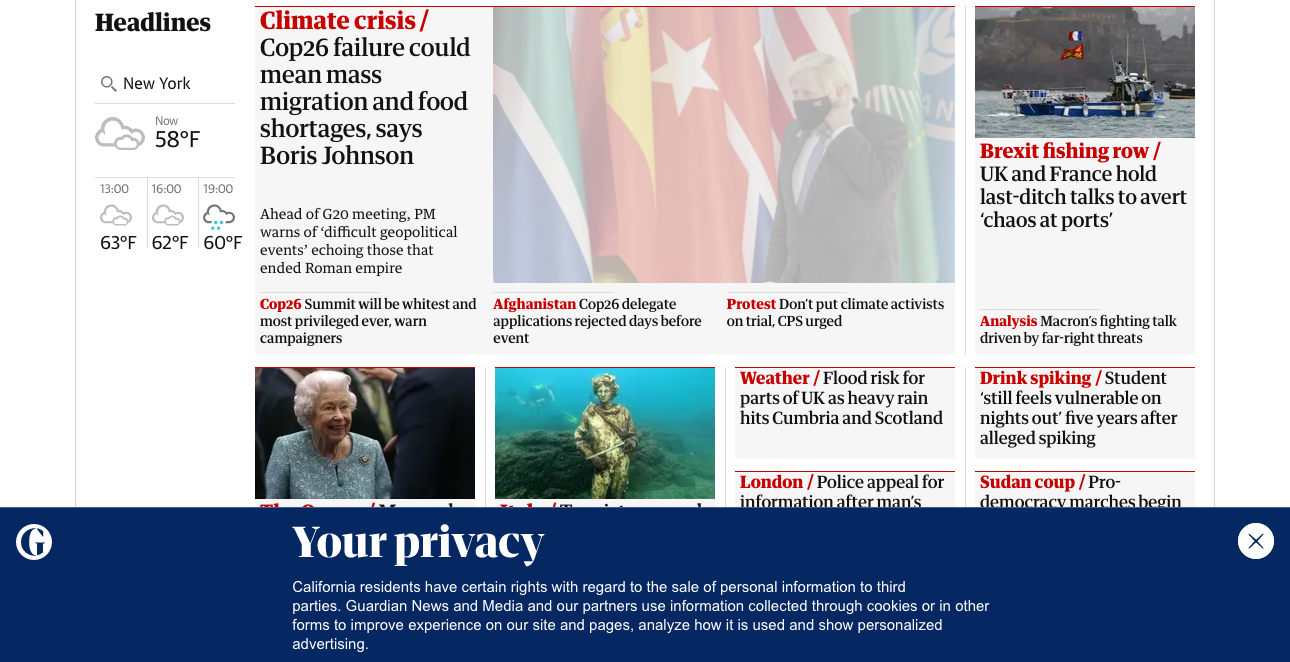 Headlines
New York
Now
58°F
13:00
16:00
19:00
63°F
62°F
60°F
Climate crisis /
Cop26 failure could
mean mass
migration and food
shortages, says
Boris Johnson
Ahead of G20 meeting, PM
warns of ‘difficult geopolitical
events’ echoing those that
ended Roman empire
Cop26 Summit will be whitest and
most privileged ever, warn
campaigners
Afghanistan Cop26 delegate
applications rejected days before
event
Protest Don’t put climate activists
on trial, CPS urged
Brexit fishing row /
UK and France hold
last-ditch talks to avert
‘chaos at ports’
Analysis Macron’s fighting talk
driven by far-right threats
Weather / Flood risk for
parts of UK as heavy rain
hits Cumbria and Scotland
Drink spiking / Student
‘still feels vulnerable on
nights out’ five years after
alleged spiking
London / Police appeal for
information after man’s
Sudan coup / Pro-
democracy marches begin
G
Your privacy
California residents have certain rights with regard to the sale of personal information to third
parties. Guardian News and Media and our partners use information collected through cookies or in other
forms to improve experience on our site and pages, analyze how it is used and show personalized
advertising.